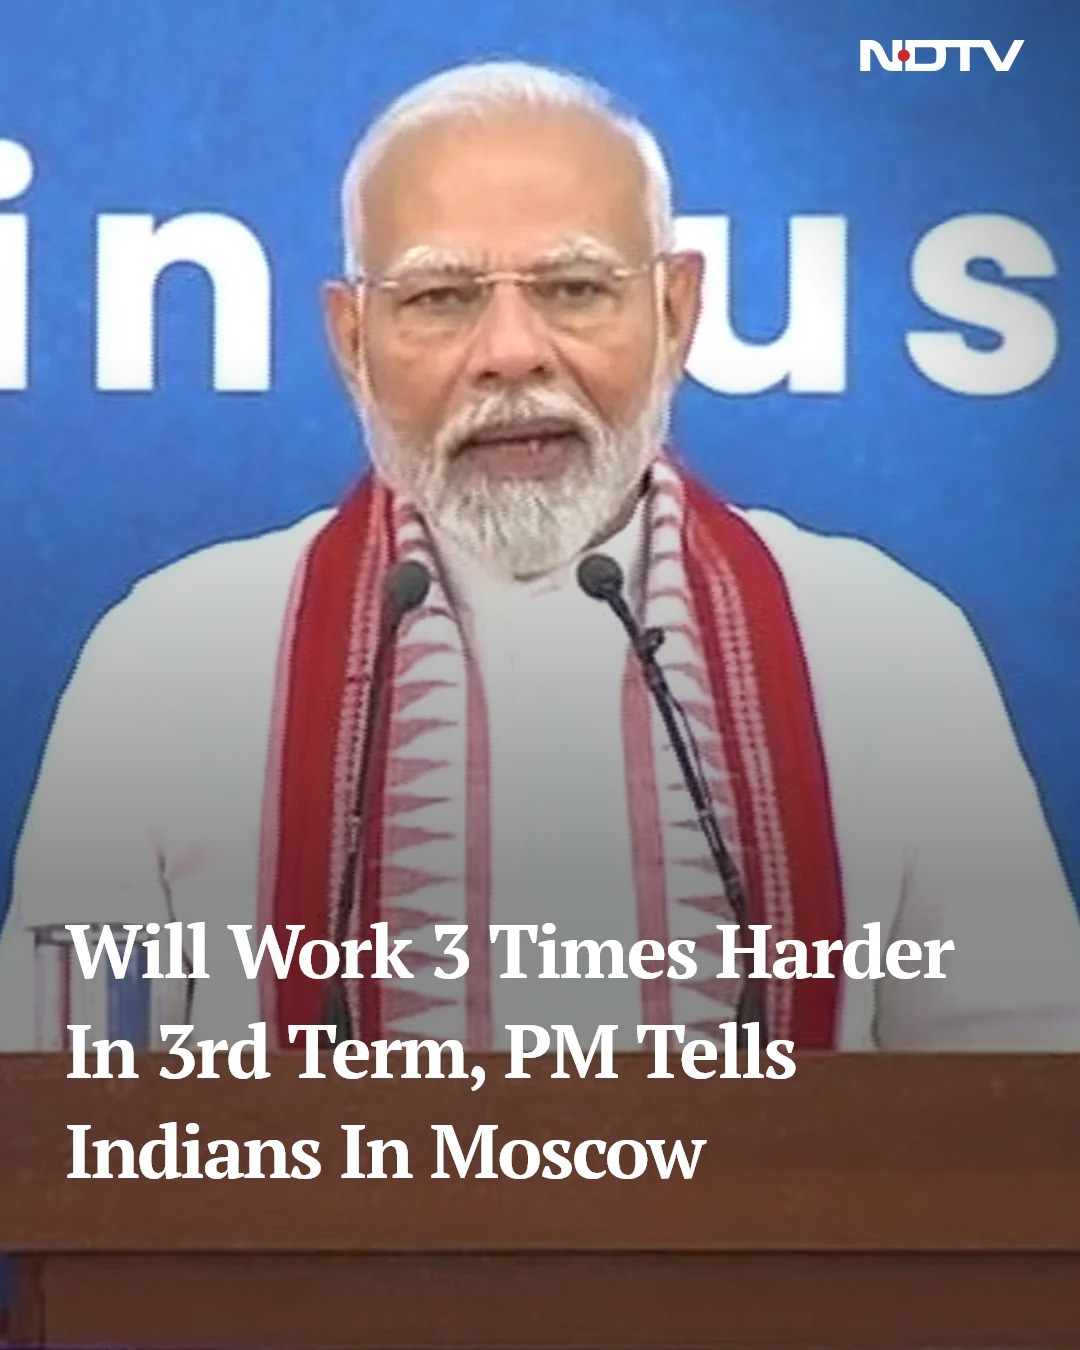 NDTV
in us
Will Work 3 Times Harder
In 3rd Term, PM Tells
Indians In Moscow